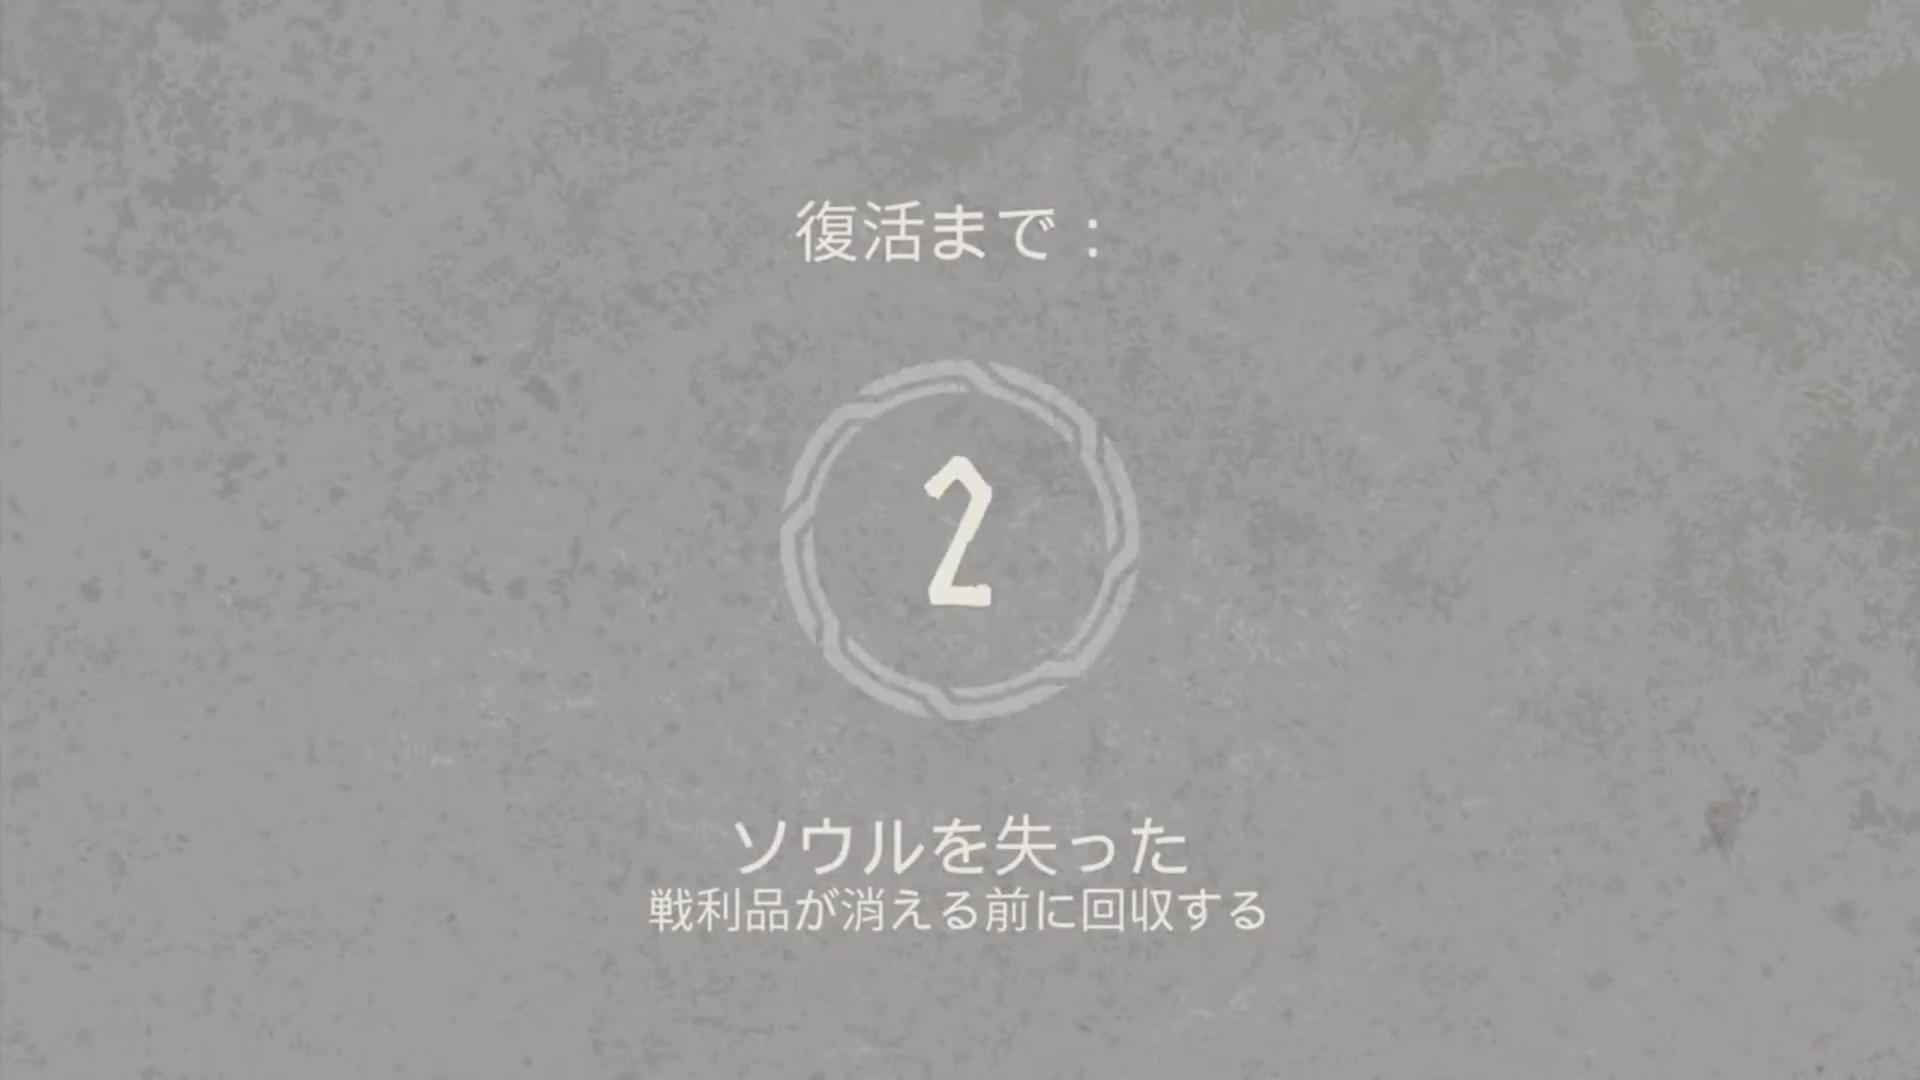 復活まで：
2
ソウルを失った
戦利品が消える前に回収する